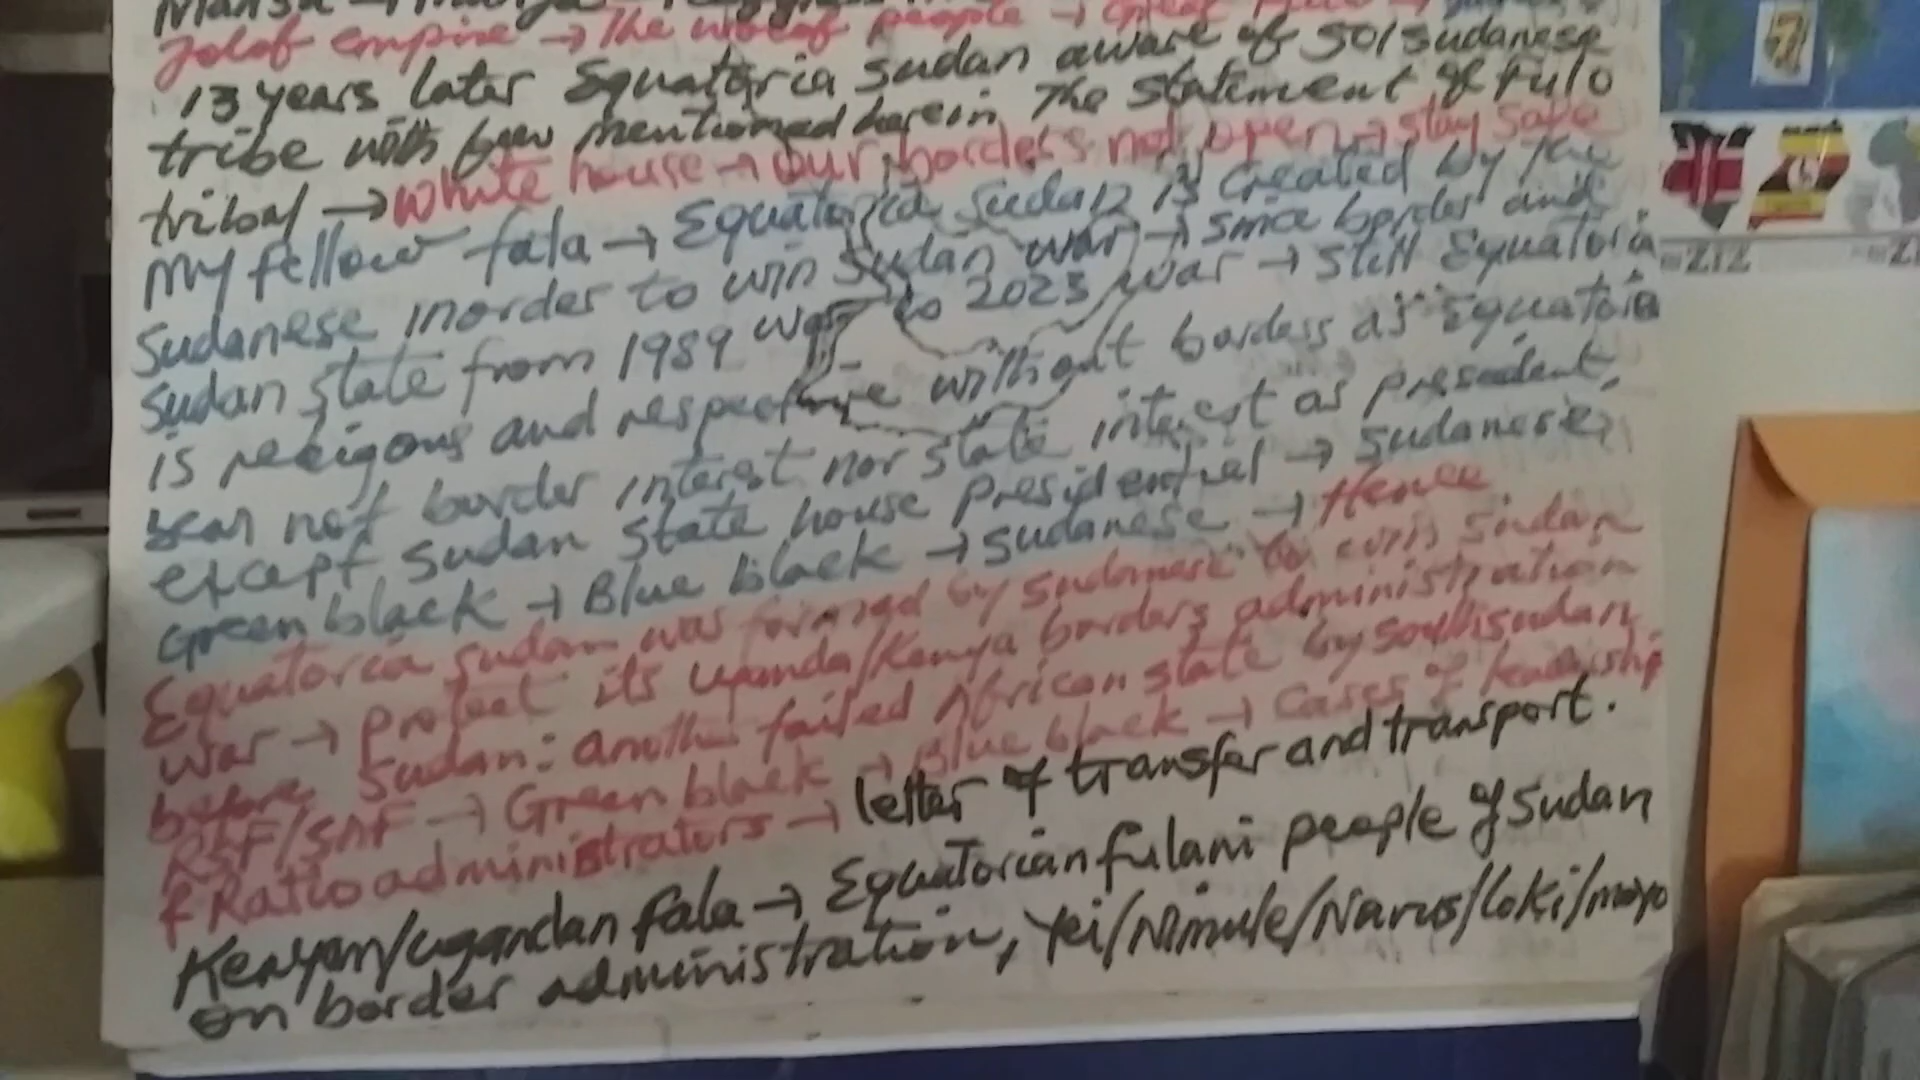 Jolof empire → The wolof people →
13 years later Equatoria Sudan aware of 501 Sudanese
tribe with few mentioned herein The Statement of Fulo
tribal → White house → our borders not open → stay safe
my fellow fala → Equatoria Sudan is created by the
Sudanese inorder to win Sudan war → since border and
Sudan state from 1989 war to 2023 war → still Equatoria
is religous and respective without borders as Equatoria
not border interest nor state interest as president,
except Sudan State house presidential → Sudanese;
Green black → Blue black → Sudanese → Hence
Equatoria Sudan was formed by Sudanese to win Sudan
war → protect its Uganda/Kenya borders administration
before Sudan: another failed African state by South Sudan
RSF/SAF → Green black → Blue black → Cases of leadership
& Ratio administrators → letter of transfer and transport.
Kenyan/ugandan fala → Equatorian fulani people of Sudan
on border administration, Yei/Nimule/Narus/Loki/moyo
ZIZ